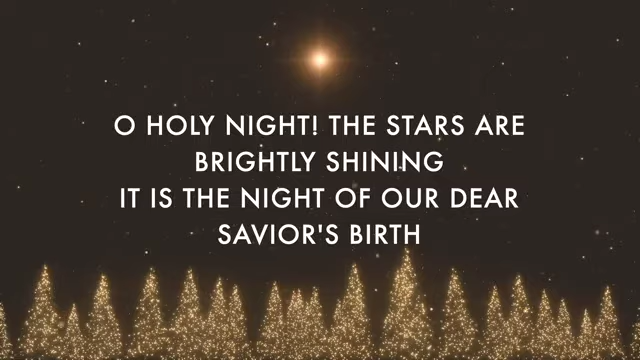 O HOLY NIGHT! THE STARS ARE
BRIGHTLY SHINING
IT IS THE NIGHT OF OUR DEAR
SAVIOR'S BIRTH